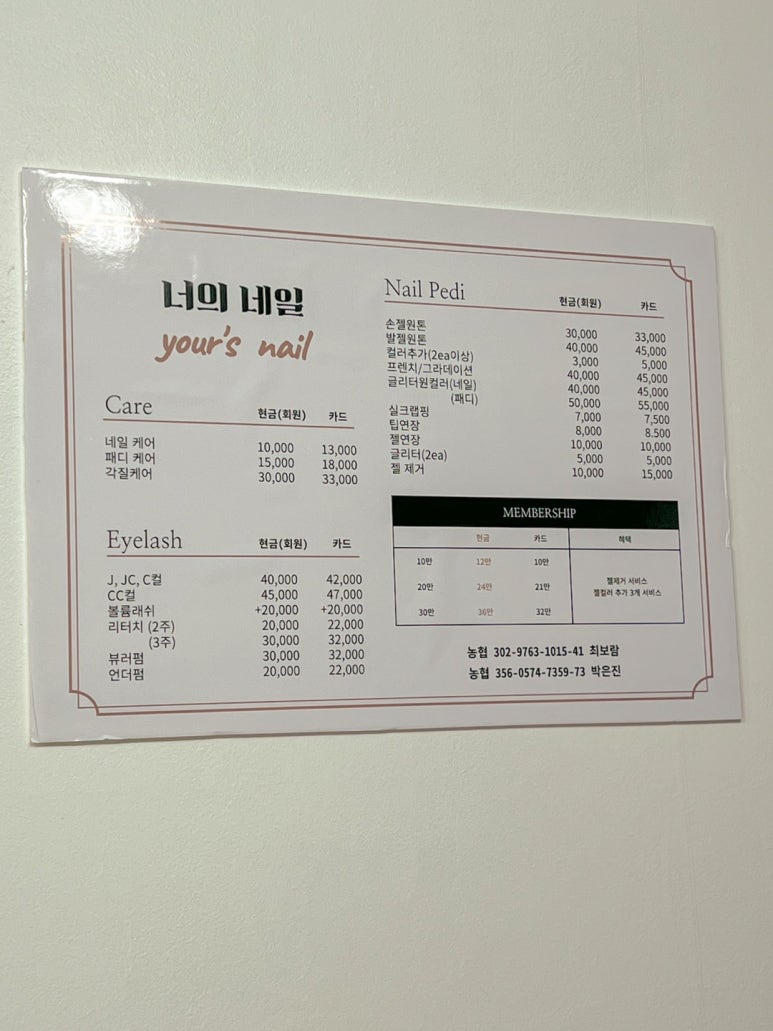 너의 네일
your's nail
Care 현금(회원) 카드
네일 케어 10,000 13,000
패디 케어 15,000 18,000
각질케어 30,000 33,000
Eyelash 현금(회원) 카드
J, JC, C컬 40,000 42,000
CC컬 45,000 47,000
볼륨래쉬 +20,000 +20,000
리터치 (2주) 20,000 22,000
(3주) 30,000 32,000
뷰러펌 30,000 32,000
언더펌 20,000 22,000
Nail Pedi 현금(회원) 카드
손젤원톤 30,000 33,000
발젤원톤 40,000 45,000
컬러추가(2ea이상) 3,000 5,000
프렌치/그라데이션 40,000 45,000
글리터원컬러(네일) 40,000 45,000
(패디) 50,000 55,000
실크랩핑 7,000 7,500
팁연장 8,000 8.500
젤연장 10,000 10,000
글리터(2ea) 5,000 5,000
젤 제거 10,000 15,000
MEMBERSHIP
현금 카드 혜택
10만 12만 10만
20만 24만 21만
30만 36만 32만
젤제거 서비스
젤컬러 추가 3개 서비스
농협 302-9763-1015-41 최보람
농협 356-0574-7359-73 박은진